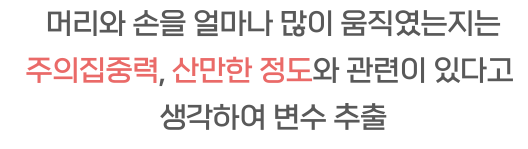 머리와 손을 얼마나 많이 움직였는지는
주의집중력, 산만한 정도와 관련이 있다고
생각하여 변수 추출